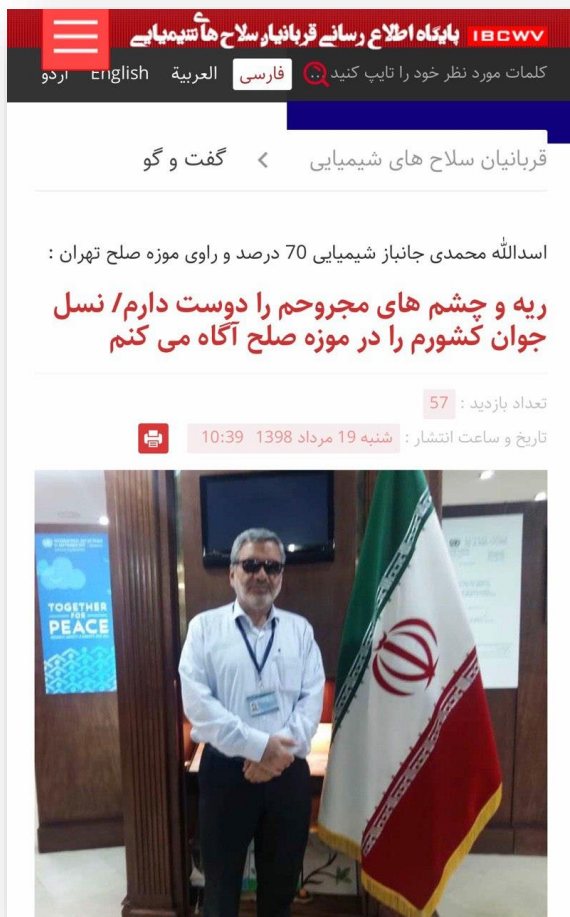 IBCWV پایگاه اطلاع رسانی قربانیان سلاح های شیمیایی
کلمات مورد نظر خود را تایپ کنید...
فارسی العربية English اردو
قربانیان سلاح های شیمیایی
گفت و گو
اسدالله محمدی جانباز شیمیایی 70 درصد و راوی موزه صلح تهران :
ریه و چشم های مجروحم را دوست دارم/ نسل
جوان کشورم را در موزه صلح آگاه می کنم
تعداد بازدید : 57
تاریخ و ساعت انتشار : شنبه 19 مرداد 1398 10:39
TOGETHER
FOR
PEACE